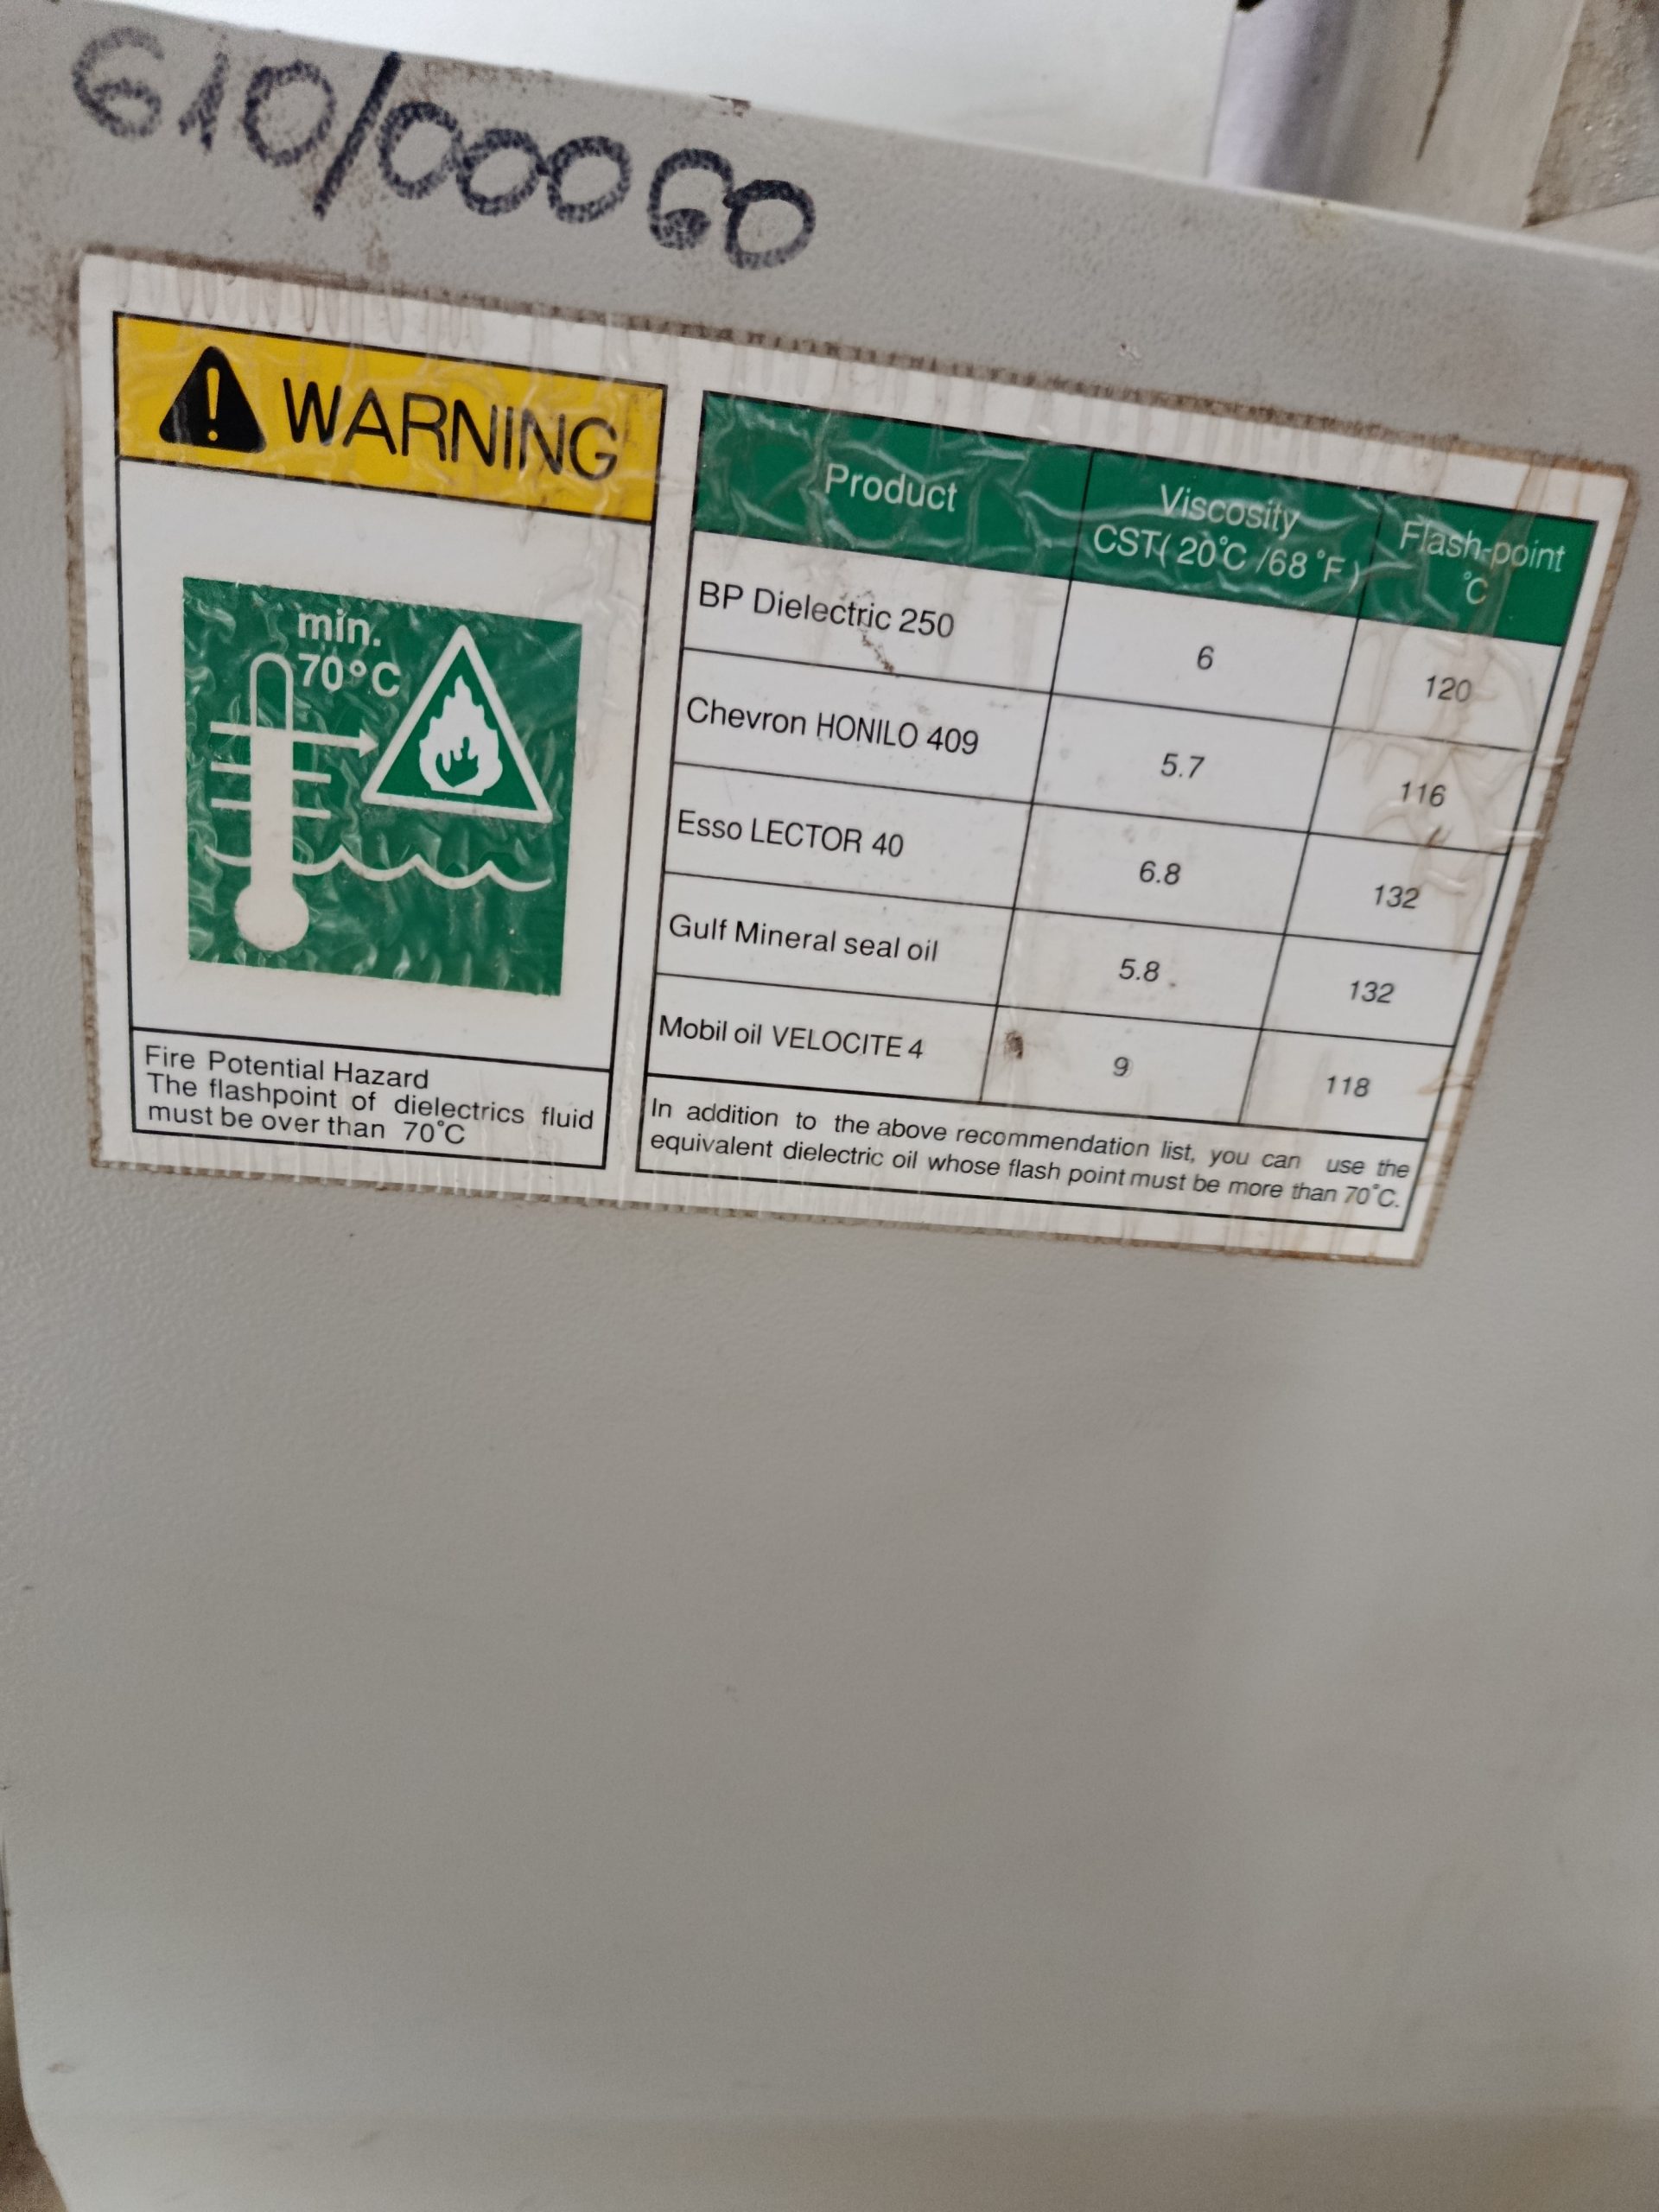 610/00060
WARNING
min.
70°C
Fire Potential Hazard
The flashpoint of dielectrics fluid
must be over than 70°C
Product Viscosity CST( 20°C /68°F) Flash-point °C
BP Dielectric 250 6 120
Chevron HONILO 409 5.7 116
Esso LECTOR 40 6.8 132
Gulf Mineral seal oil 5.8 132
Mobil oil VELOCITE 4 9 118
In addition to the above recommendation list, you can use the
equivalent dielectric oil whose flash point must be more than 70°C.